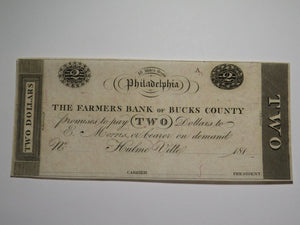 2
Philadelphia
2
TWO DOLLARS
TWO
THE FARMERS BANK OF BUCKS COUNTY
promises to pay (TWO) Dollars, to
E. Morris, or bearer on demand
No. Hulme Ville 181
CASHIER PRESIDENT